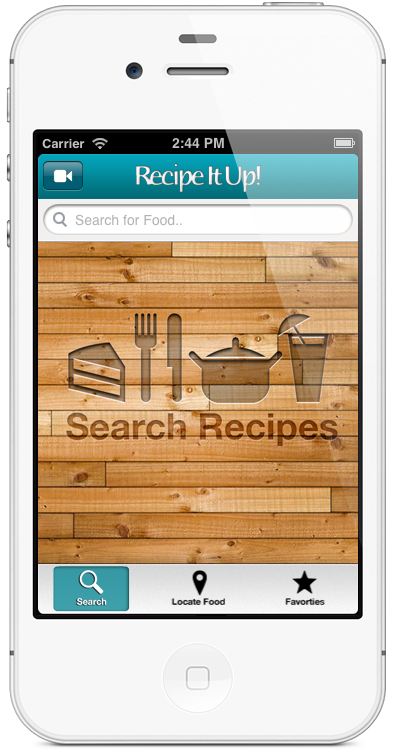 Carrier 2:44 PM
Recipe It Up!
Search for Food..
Search Recipes
Search Locate Food Favorties